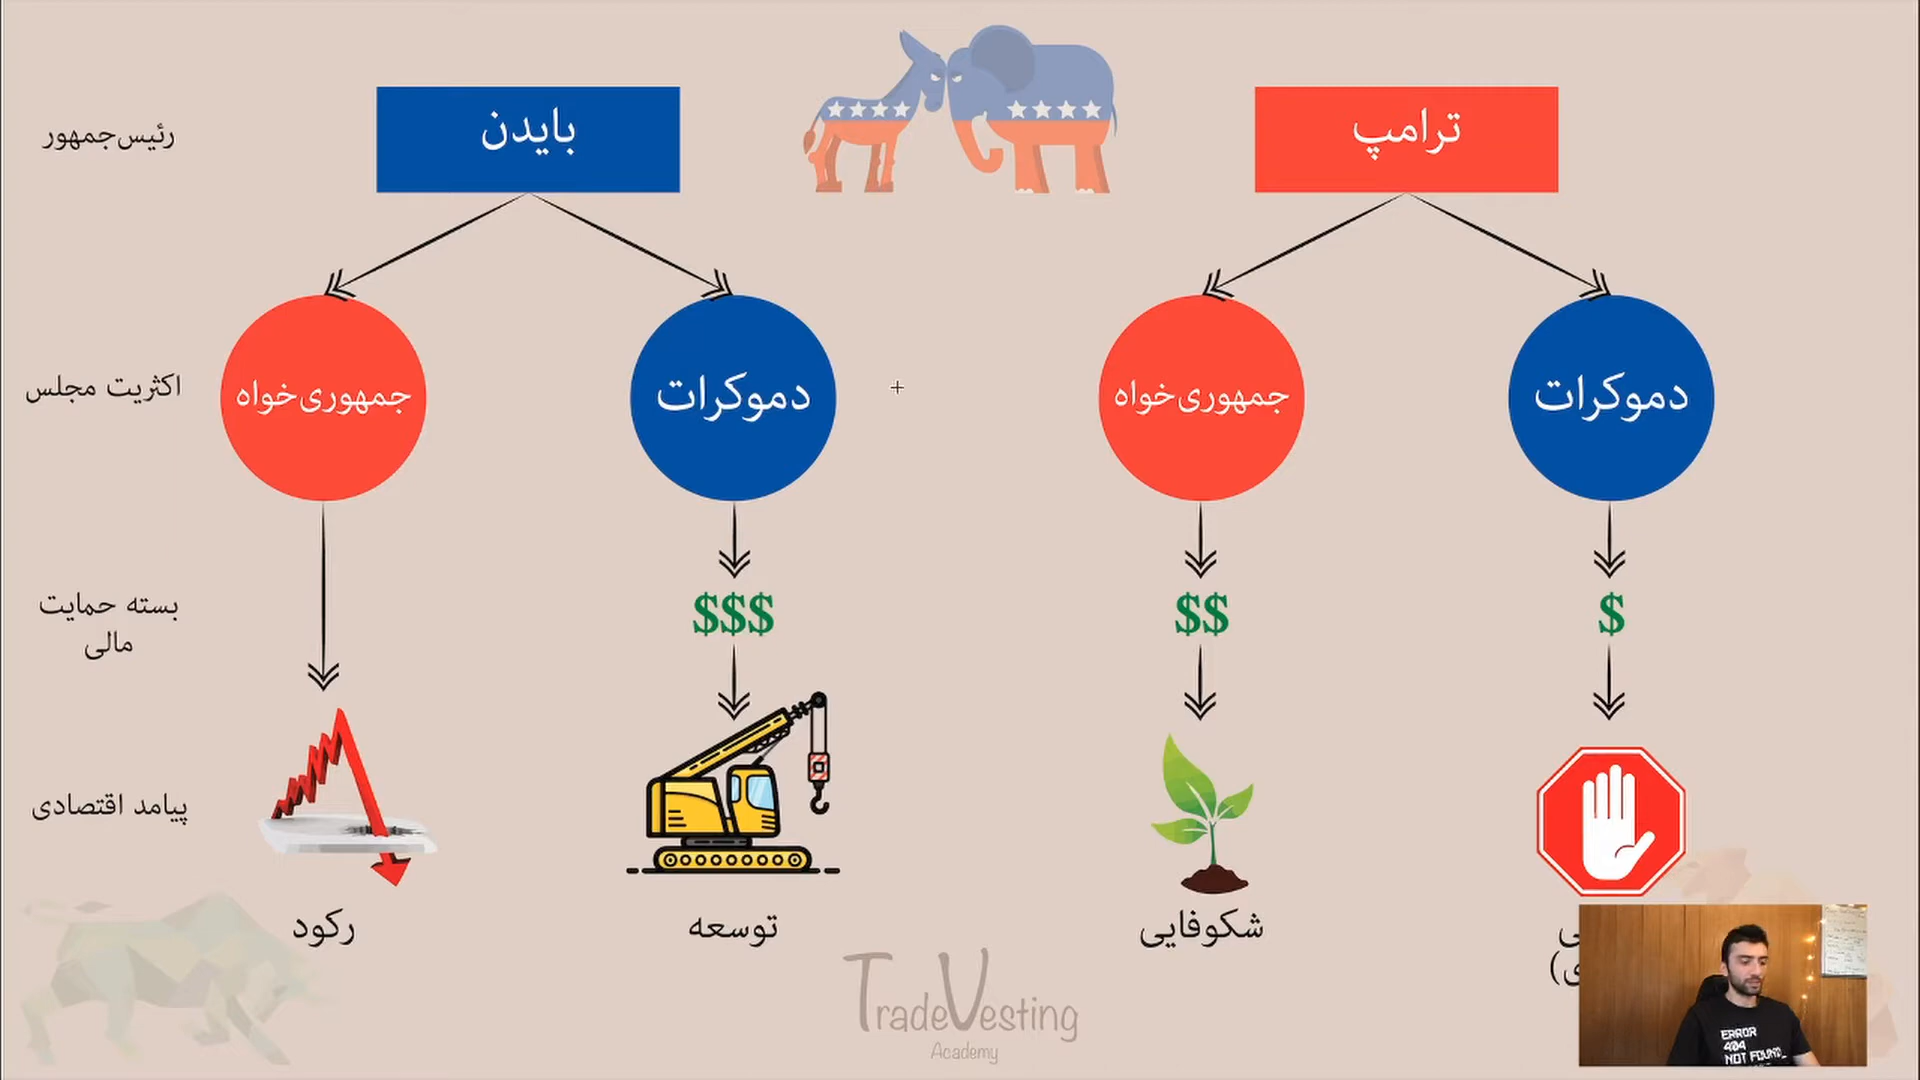 رئیس‌جمهور
بایدن
ترامپ
اکثریت مجلس
جمهوری‌خواه
دموکرات
جمهوری‌خواه
دموکرات
بسته حمایت
مالی
$$$
$$
$
پیامد اقتصادی
رکود
توسعه
شکوفایی
TradeVesting
Academy
ERROR
404
NOT FOUND_